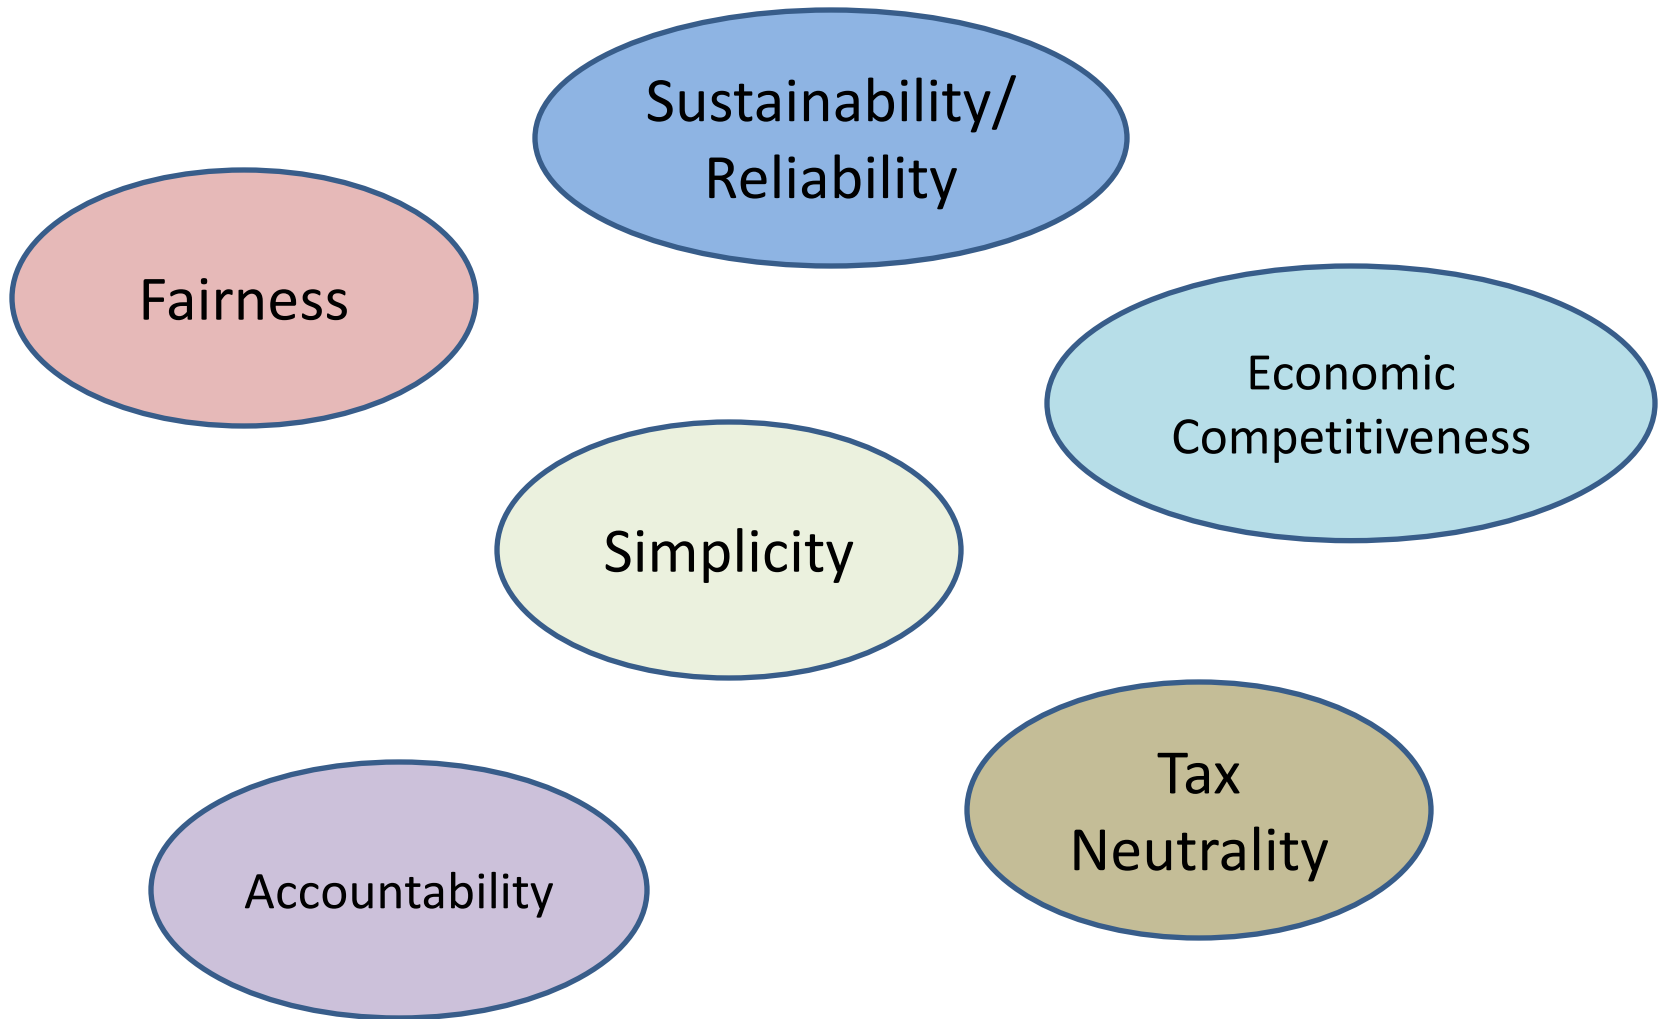 Sustainability/
Reliability
Fairness
Economic
Competitiveness
Simplicity
Tax
Neutrality
Accountability